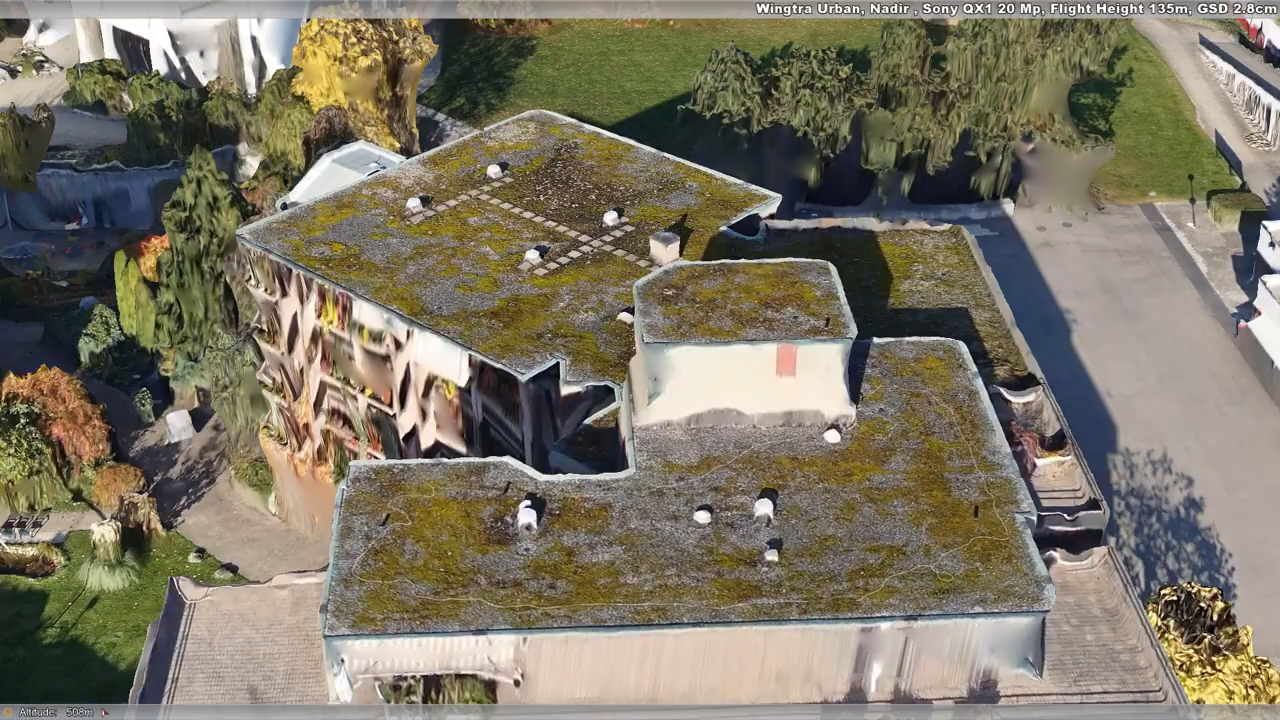 Wingtra Urban, Nadir , Sony QX1 20 Mp, Flight Height 135m, GSD 2.8cm
Altitude: 508m